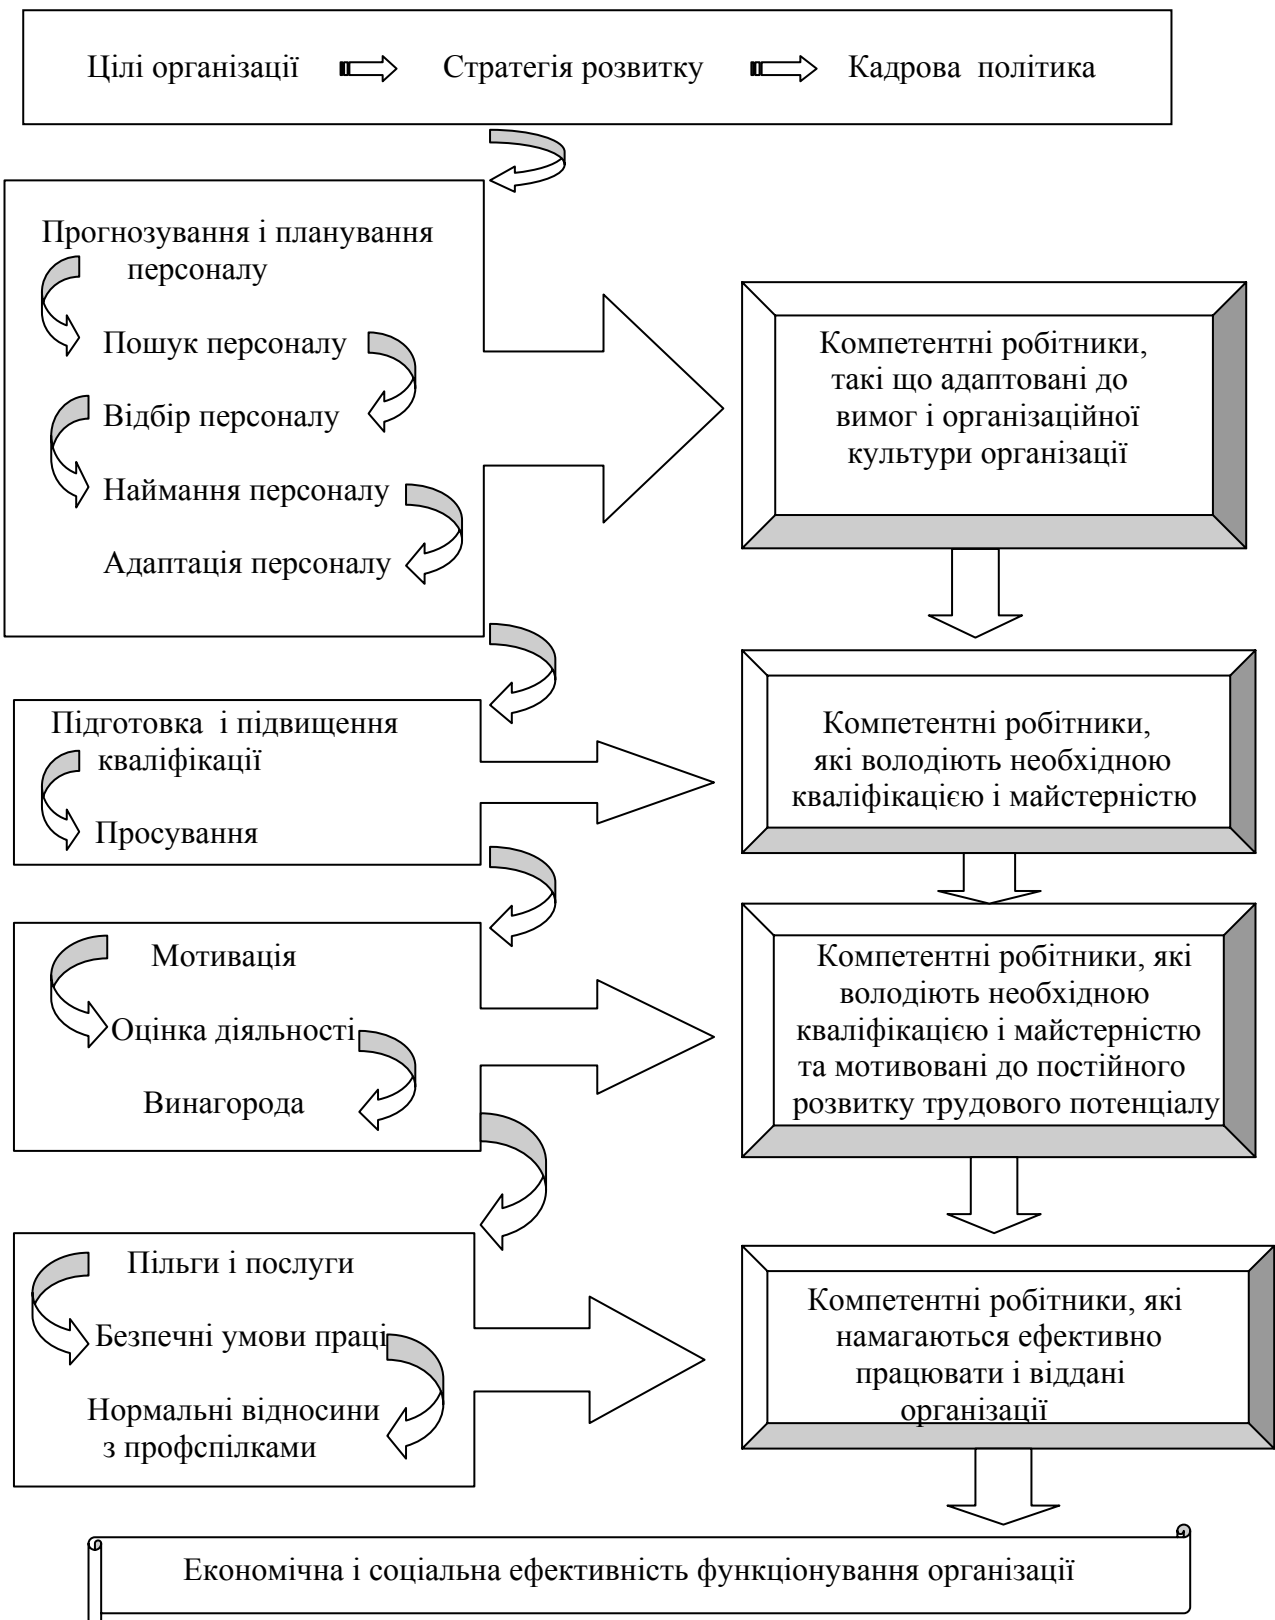 Цілі організації Стратегія розвитку Кадрова політика
Прогнозування і планування
персоналу
Пошук персоналу
Відбір персоналу
Наймання персоналу
Адаптація персоналу
Компетентні робітники,
такі що адаптовані до
вимог і організаційної
культури організації
Підготовка і підвищення
кваліфікації
Просування
Компетентні робітники,
які володіють необхідною
кваліфікацією і майстерністю
Мотивація
Оцінка діяльності
Винагорода
Компетентні робітники, які
володіють необхідною
кваліфікацією і майстерністю
та мотивовані до постійного
розвитку трудового потенціалу
Пільги і послуги
Безпечні умови праці
Нормальні відносини
з профспілками
Компетентні робітники, які
намагаються ефективно
працювати і віддані
організації
Економічна і соціальна ефективність функціонування організації